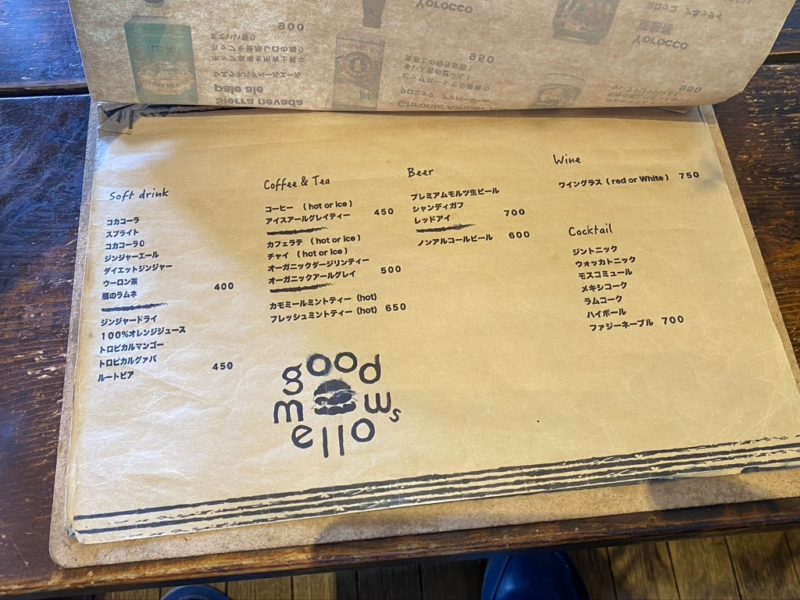 900
Yorocco
pale ale
Sierra nevada
950
Yorocco
950
Soft drink
コカコーラ
スプライト
コカコーラ0
ジンジャーエール
ダイエットジンジャー
ウーロン茶
瓶のラムネ 400
ジンジャードライ
100%オレンジジュース
トロピカルマンゴー
トロピカルグァバ
ルートビア 450
Coffee & Tea
コーヒー (hot or ice)
アイスアールグレイティー 450
カフェラテ (hot or ice)
チャイ (hot or ice)
オーガニックダージリンティー
オーガニックアールグレイ 500
カモミールミントティー (hot)
フレッシュミントティー (hot) 650
Beer
プレミアムモルツ生ビール
シャンディガフ
レッドアイ 700
ノンアルコールビール 600
Wine
ワイングラス (red or White) 750
Cocktail
ジントニック
ウォッカトニック
モスコミュール
メキシコーク
ラムコーク
ハイボール
ファジーネーブル 700
good
mellows